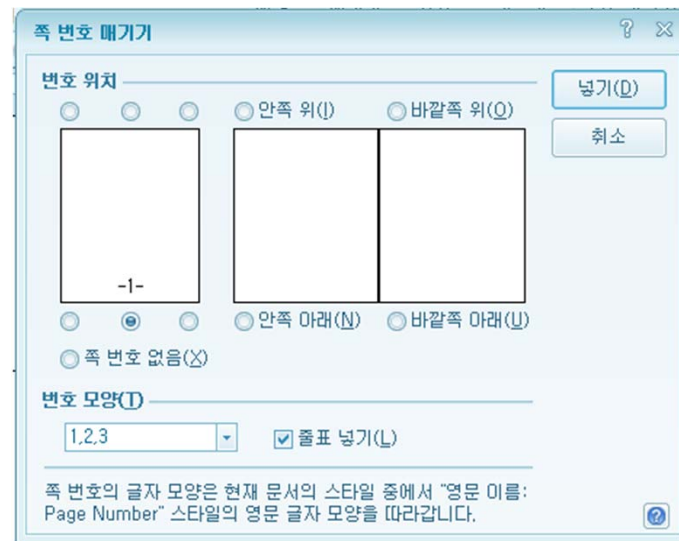 쪽 번호 매기기
번호 위치
넣기(D)
안쪽 위(I) 바깥쪽 위(O)
취소
-1-
안쪽 아래(N) 바깥쪽 아래(U)
쪽 번호 없음(X)
번호 모양(T)
1,2,3 줄표 넣기(L)
쪽 번호의 글자 모양은 현재 문서의 스타일 중에서 "영문 이름:
Page Number" 스타일의 영문 글자 모양을 따라갑니다.